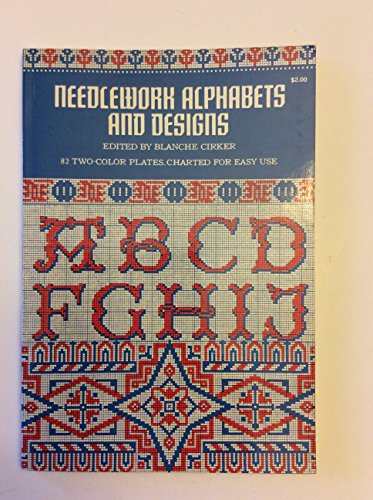 $2.00
NEEDLEWORK ALPHABETS
AND DESIGNS
EDITED BY BLANCHE CIRKER
82 TWO-COLOR PLATES, CHARTED FOR EASY USE
ABCD
FGHIJ